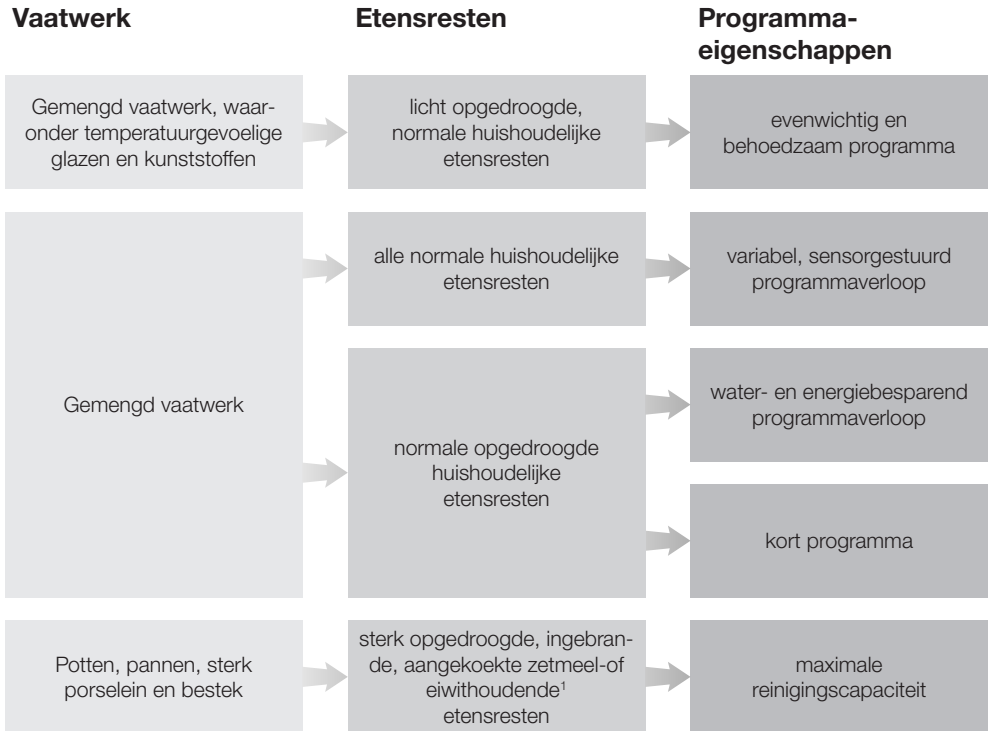 Vaatwerk
Etensresten
Programma-
eigenschappen
Gemengd vaatwerk, waar-
onder temperatuurgevoelige
glazen en kunststoffen
licht opgedroogde,
normale huishoudelijke
etensresten
evenwichtig en
behoedzaam programma
Gemengd vaatwerk
alle normale huishoudelijke
etensresten
variabel, sensorgestuurd
programmaverloop
normale opgedroogde
huishoudelijke
etensresten
water- en energiebesparend
programmaverloop
kort programma
Potten, pannen, sterk
porselein en bestek
sterk opgedroogde, ingebran-
de, aangekoekte zetmeel-of
eiwithoudende¹
etensresten
maximale
reinigingscapaciteit